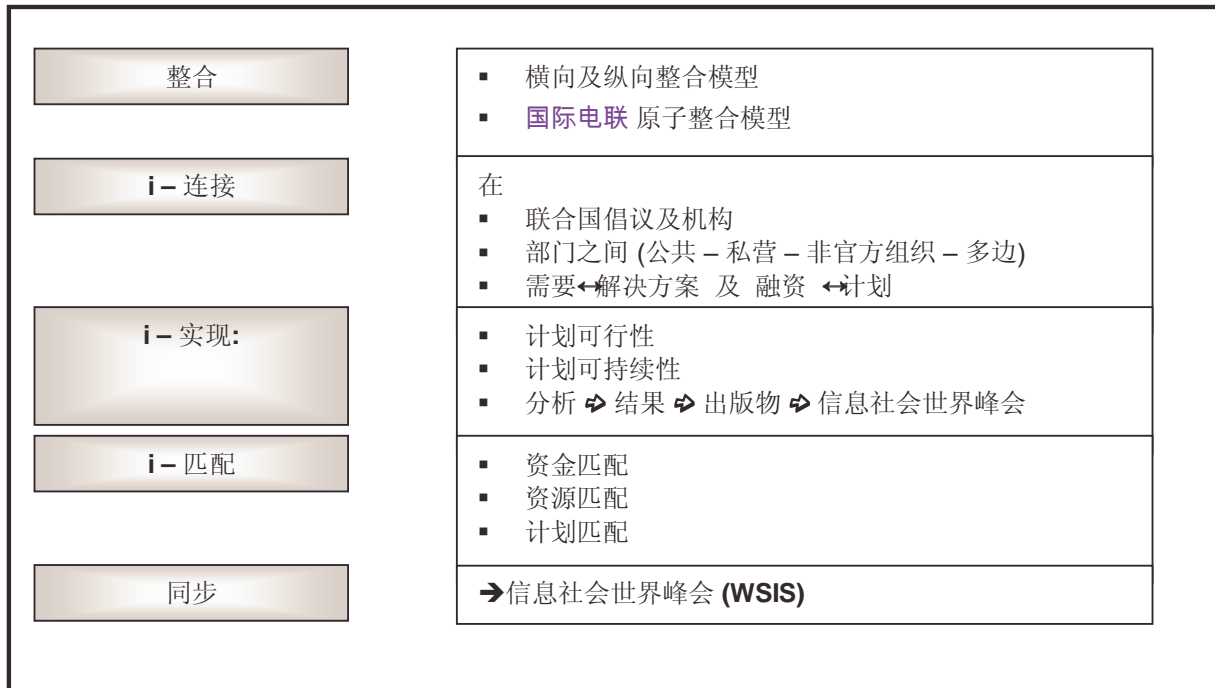 整合
▪ 横向及纵向整合模型
▪ 国际电联 原子整合模型
i – 连接
在
▪ 联合国倡议及机构
▪ 部门之间 (公共 – 私营 – 非官方组织 – 多边)
▪ 需要↔解决方案 及 融资 ↔计划
i – 实现:
▪ 计划可行性
▪ 计划可持续性
▪ 分析 ➪ 结果 ➪ 出版物 ➪ 信息社会世界峰会
i – 匹配
▪ 资金匹配
▪ 资源匹配
▪ 计划匹配
同步
➔信息社会世界峰会 (WSIS)